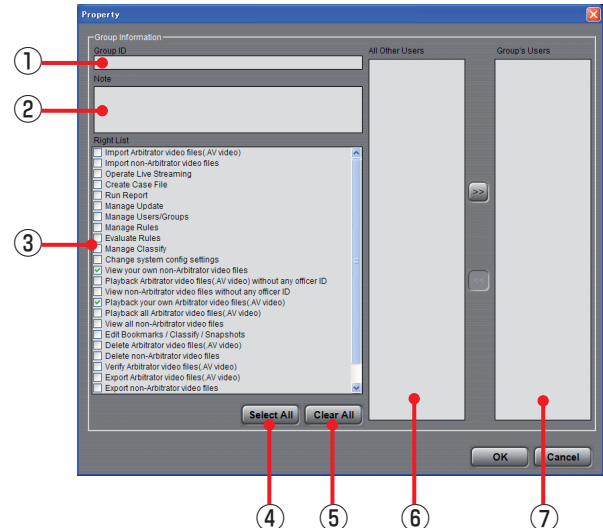 Property
Group Information
Group ID
All Other Users
Group's Users
①
Note
②
Right List
Import Arbitrator video files(.AV video)
Import non-Arbitrator video files
Operate Live Streaming
Create Case File
Run Report
>>
Manage Update
Manage Users/Groups
Manage Rules
③
Evaluate Rules
Manage Classify
Change system config settings
View your own non-Arbitrator video files
Playback Arbitrator video files(.AV video) without any officer ID
<<
View non-Arbitrator video files without any officer ID
Playback your own Arbitrator video files(.AV video)
Playback all Arbitrator video files(.AV video)
View all non-Arbitrator video files
Edit Bookmarks / Classify / Snapshots
Delete Arbitrator video files(.AV video)
Delete non-Arbitrator video files
Verify Arbitrator video files(.AV video)
Export Arbitrator video files(.AV video)
Export non-Arbitrator video files
Select All
Clear All
OK
Cancel
④
⑤
⑥
⑦